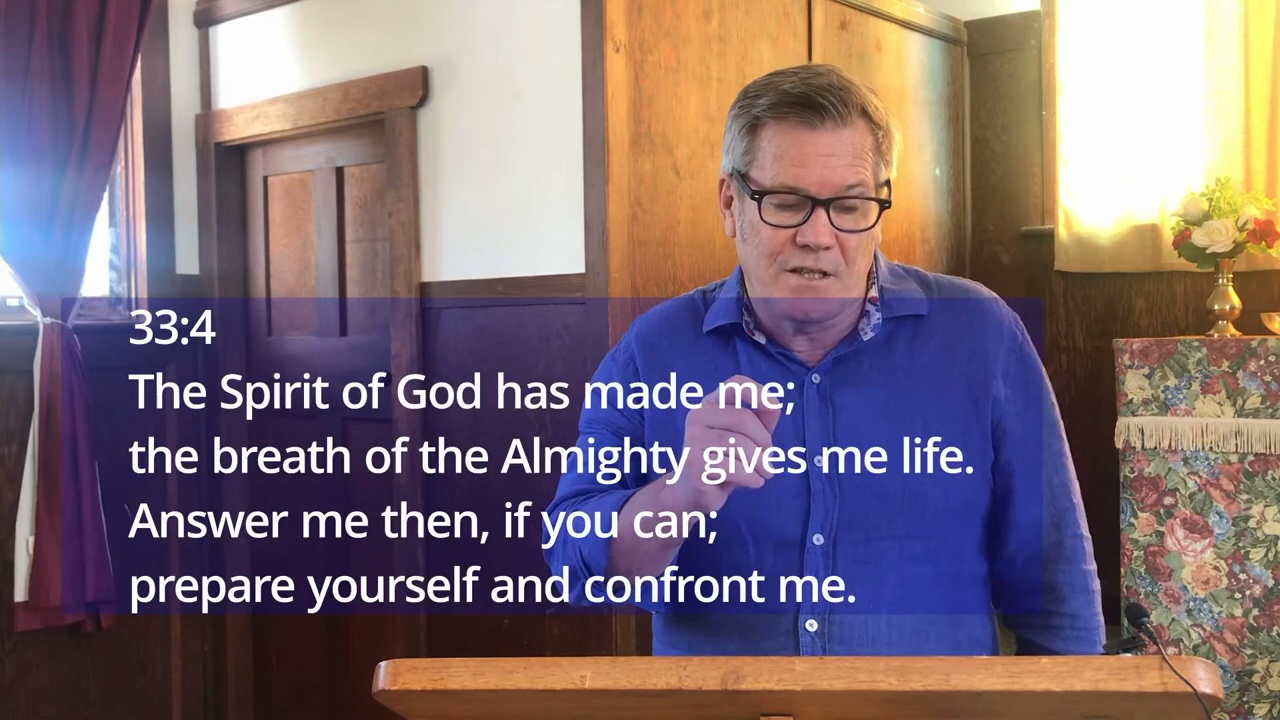 33:4
The Spirit of God has made me;
the breath of the Almighty gives me life.
Answer me then, if you can;
prepare yourself and confront me.